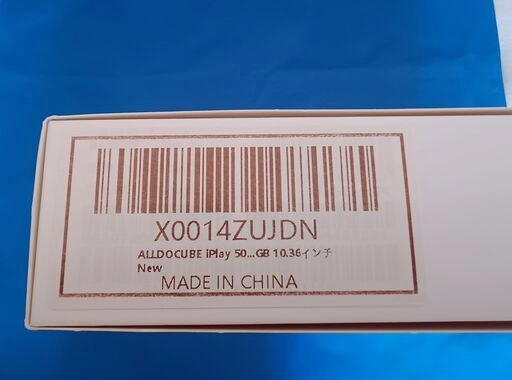 X0014ZUJDN
ALLDOCUBE iPlay 50...GB 10.36インチ
New
MADE IN CHINA